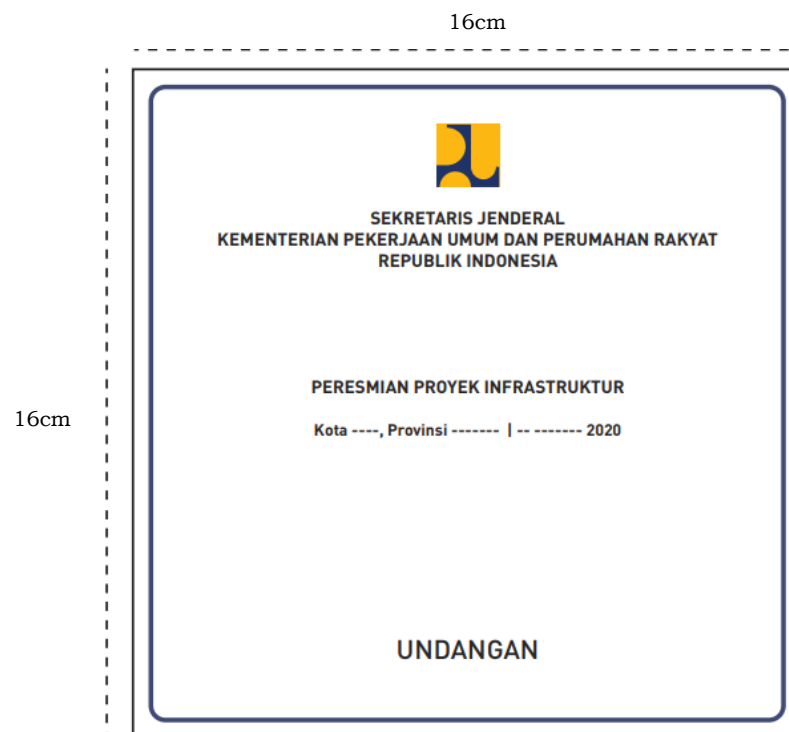 16cm
SEKRETARIS JENDERAL
KEMENTERIAN PEKERJAAN UMUM DAN PERUMAHAN RAKYAT
REPUBLIK INDONESIA
PERESMIAN PROYEK INFRASTRUKTUR
16cm
Kota ----, Provinsi ------- | -- ------- 2020
UNDANGAN